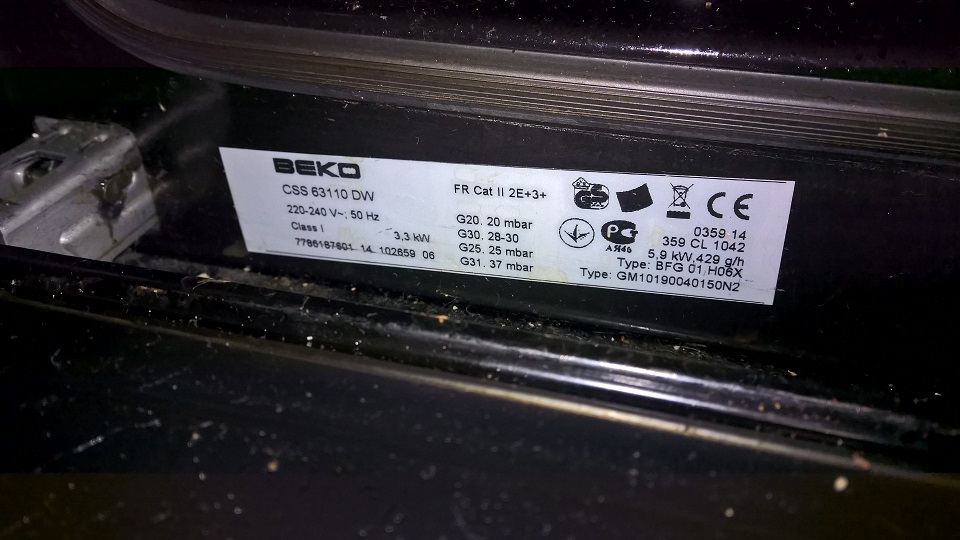 BEKO
CSS 63110 DW
220-240 V~; 50 Hz
Class I
3,3 kW
7786187601 14 102659 06
FR Cat II 2E+3+
G20. 20 mbar
G30. 28-30
G25. 25 mbar
G31. 37 mbar
CE
PG
АЯ46
0359 14
359 CL 1042
5,9 kW,429 g/h
Type: BFG 01 H06X
Type: GM10190040150N2